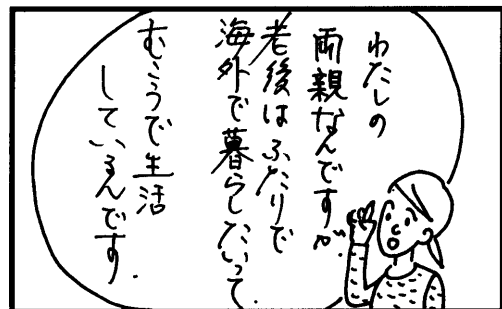 わたしの
両親なんですが.
老後はふたりで
海外で暮らしたいって.
むこうで生活
しているんです.